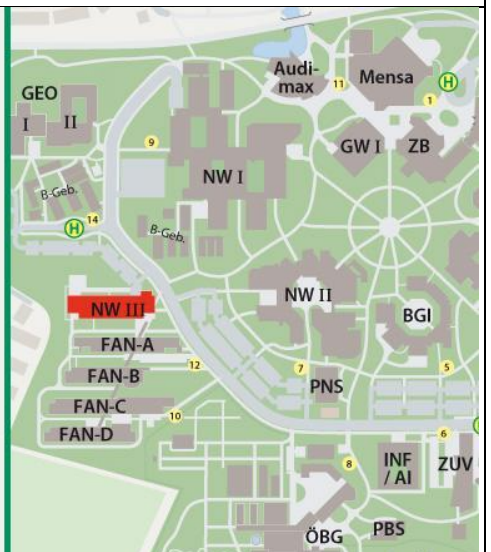 Audi-
max
Mensa
H
11
1
GEO
I
II
9
GW I
ZB
NW I
B-Geb.
14
H
B-Geb.
NW III
NW II
BGI
FAN-A
FAN-B
12
7
5
PNS
FAN-C
10
FAN-D
6
8
INF
/ AI
ZUV
ÖBG
PBS